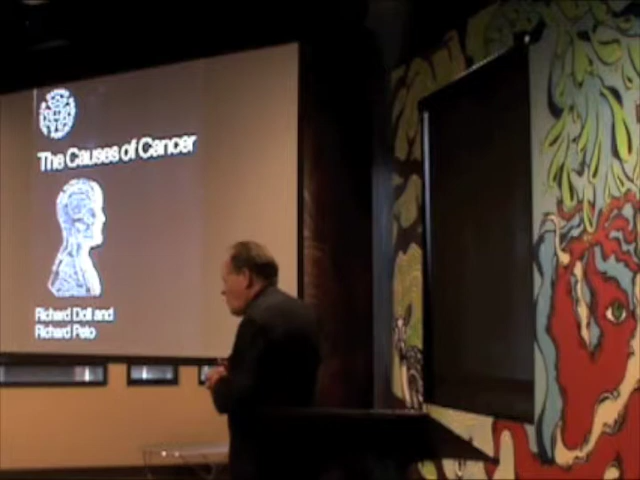 The Causes of Cancer
Richard Doll and
Richard Peto